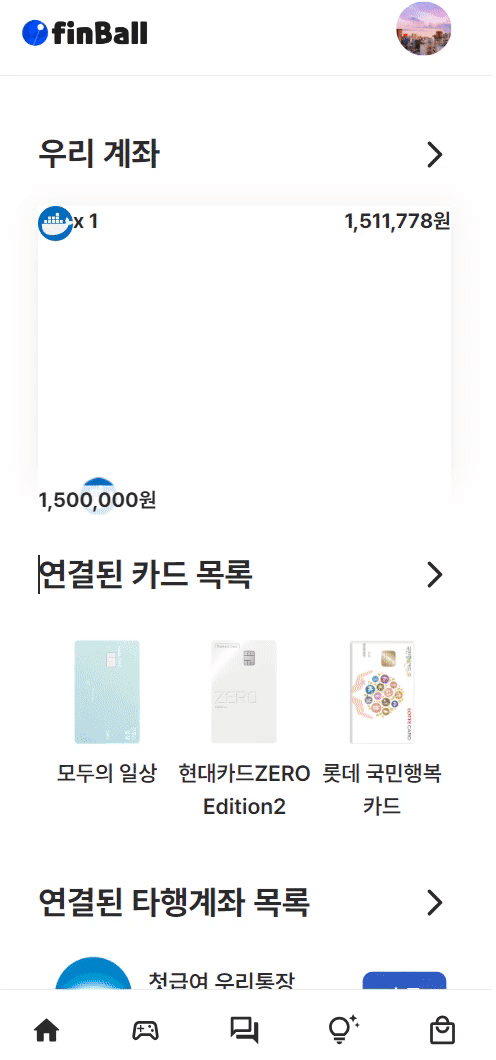 finBall
우리 계좌
x 1
1,511,778원
1,500,000원
연결된 카드 목록
모두의 일상
현대카드ZERO
Edition2
롯데 국민행복
카드
ZERO
연결된 타행계좌 목록
첫급여 우리통장